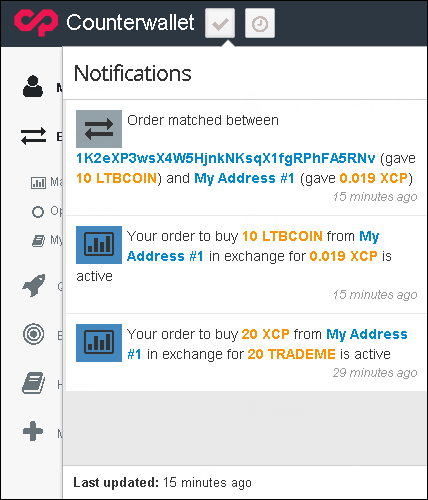 Counterwallet
Notifications
Order matched between
1K2eXP3wsX4W5HjnkNKsqX1fgRPhFA5RNv (gave
10 LTBCOIN) and My Address #1 (gave 0.019 XCP)
15 minutes ago
Your order to buy 10 LTBCOIN from My
Address #1 in exchange for 0.019 XCP is
active
15 minutes ago
Your order to buy 20 XCP from My Address
#1 in exchange for 20 TRADEME is active
29 minutes ago
Last updated: 15 minutes ago
M
E
Ma
Op
My
E
H
M